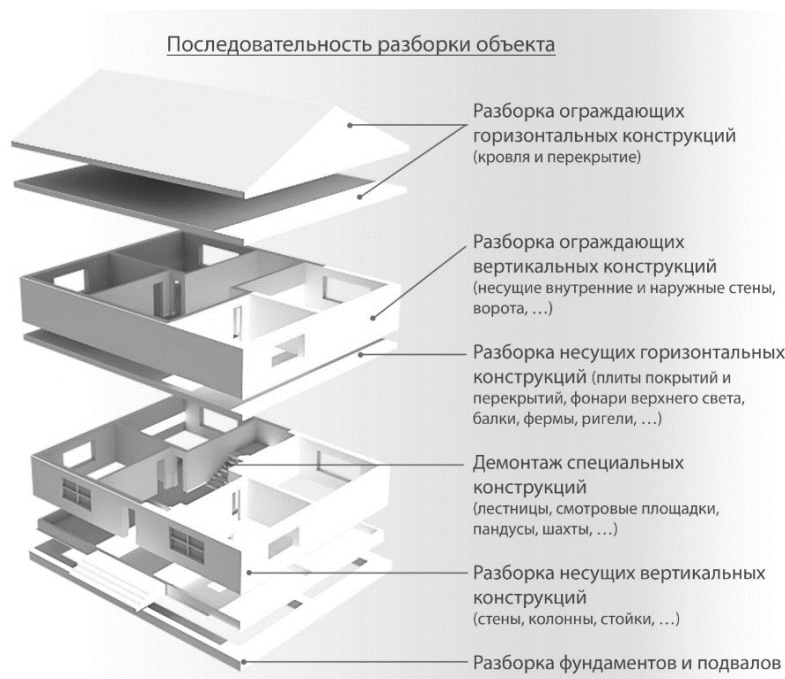 Последовательность разборки объекта
Разборка ограждающих
горизонтальных конструкций
(кровля и перекрытие)
Разборка ограждающих
вертикальных конструкций
(несущие внутренние и наружные стены,
ворота, …)
Разборка несущих горизонтальных
конструкций (плиты покрытий и
перекрытий, фонари верхнего света,
балки, фермы, ригели, …)
Демонтаж специальных
конструкций
(лестницы, смотровые площадки,
пандусы, шахты, …)
Разборка несущих вертикальных
конструкций
(стены, колонны, стойки, …)
Разборка фундаментов и подвалов